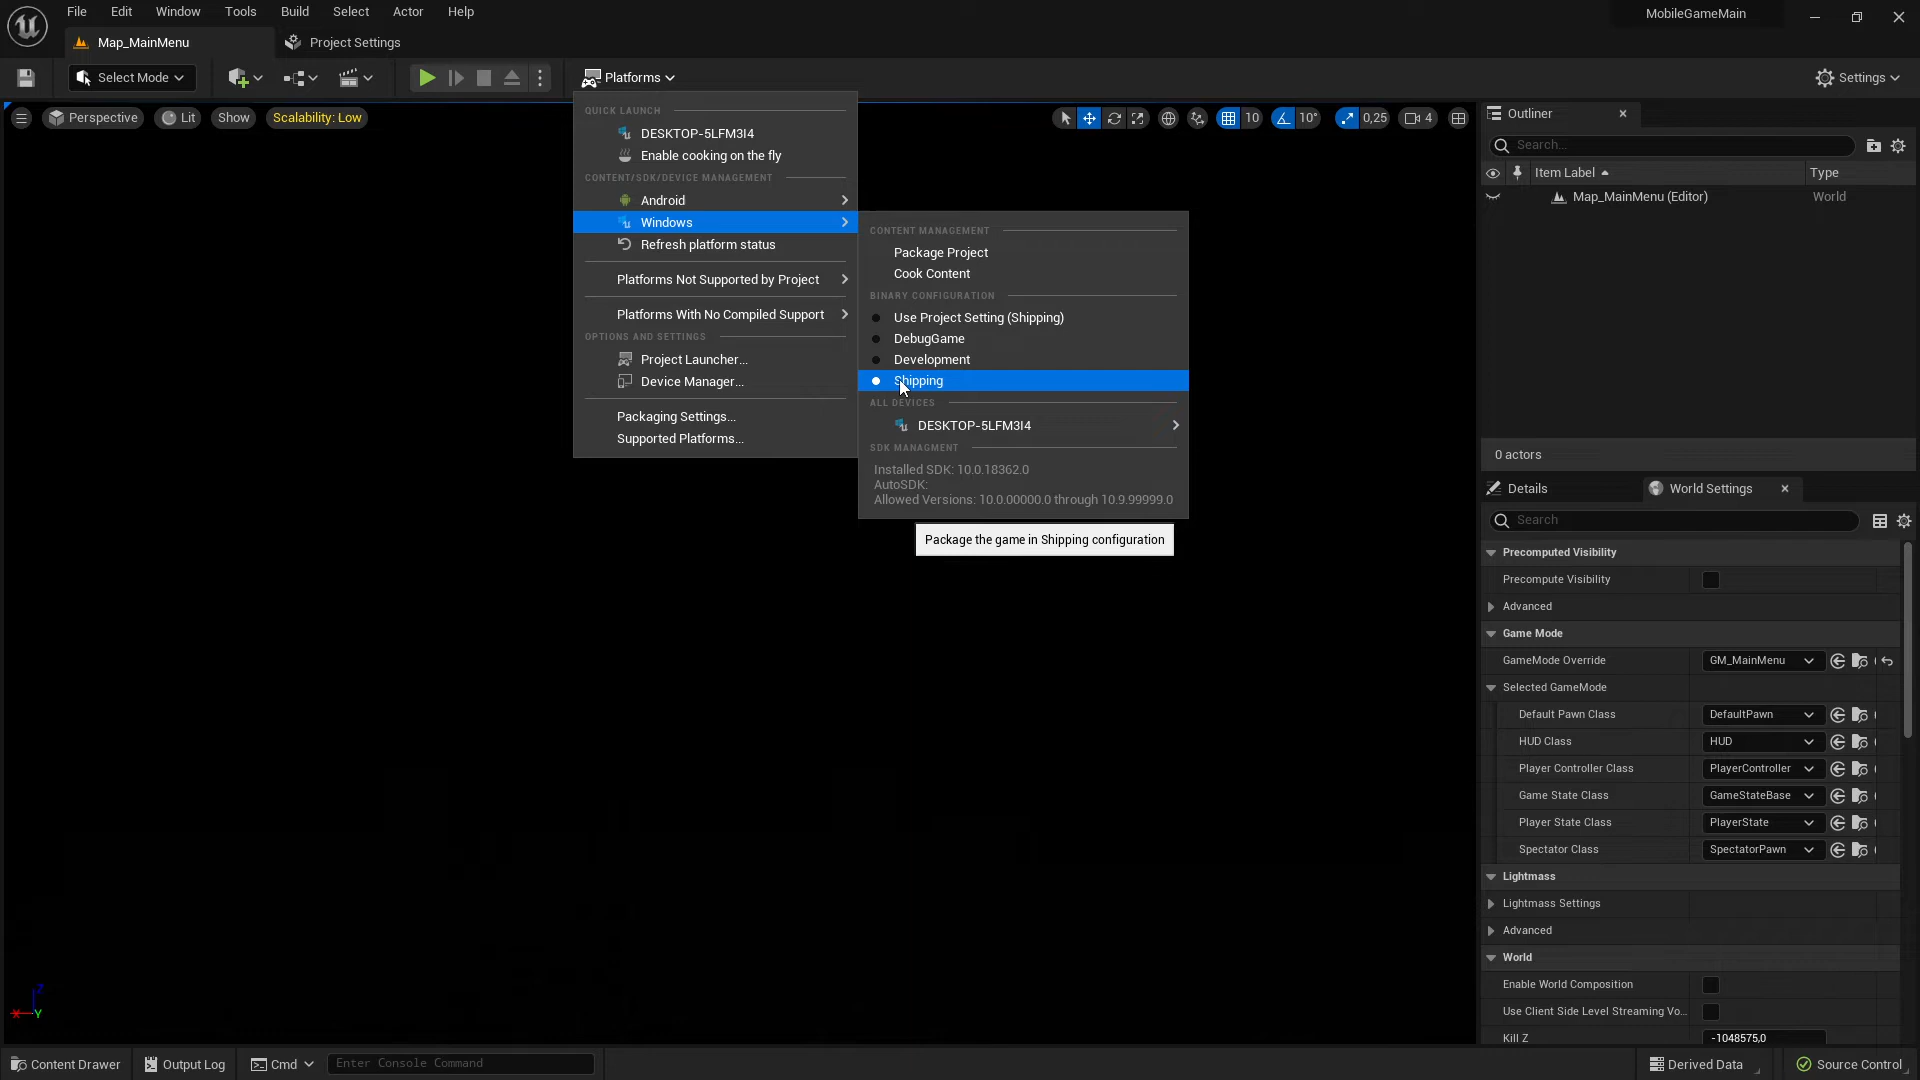 File Edit Window Tools Build Select Actor Help
MobileGameMain
Map_MainMenu
Project Settings
Select Mode
Platforms
Settings
Perspective
Lit
Show
Scalability: Low
10
10°
0,25
4
QUICK LAUNCH
DESKTOP-5LFM3I4
Enable cooking on the fly
CONTENT/SDK/DEVICE MANAGEMENT
Android
Windows
Refresh platform status
Platforms Not Supported by Project
Platforms With No Compiled Support
OPTIONS AND SETTINGS
Project Launcher...
Device Manager...
Packaging Settings...
Supported Platforms...
CONTENT MANAGEMENT
Package Project
Cook Content
BINARY CONFIGURATION
Use Project Setting (Shipping)
DebugGame
Development
Shipping
ALL DEVICES
DESKTOP-5LFM3I4
SDK MANAGMENT
Installed SDK: 10.0.18362.0
AutoSDK:
Allowed Versions: 10.0.00000.0 through 10.9.99999.0
Package the game in Shipping configuration
Outliner
Search...
Item Label
Type
Map_MainMenu (Editor)
World
0 actors
Details
World Settings
Search
Precomputed Visibility
Precompute Visibility
Advanced
Game Mode
GameMode Override
GM_MainMenu
Selected GameMode
Default Pawn Class
DefaultPawn
HUD Class
HUD
Player Controller Class
PlayerController
Game State Class
GameStateBase
Player State Class
PlayerState
Spectator Class
SpectatorPawn
Lightmass
Lightmass Settings
Advanced
World
Enable World Composition
Use Client Side Level Streaming Vo...
Kill Z
-1048575,0
Z
X
Y
Content Drawer
Output Log
Cmd
Enter Console Command
Derived Data
Source Control